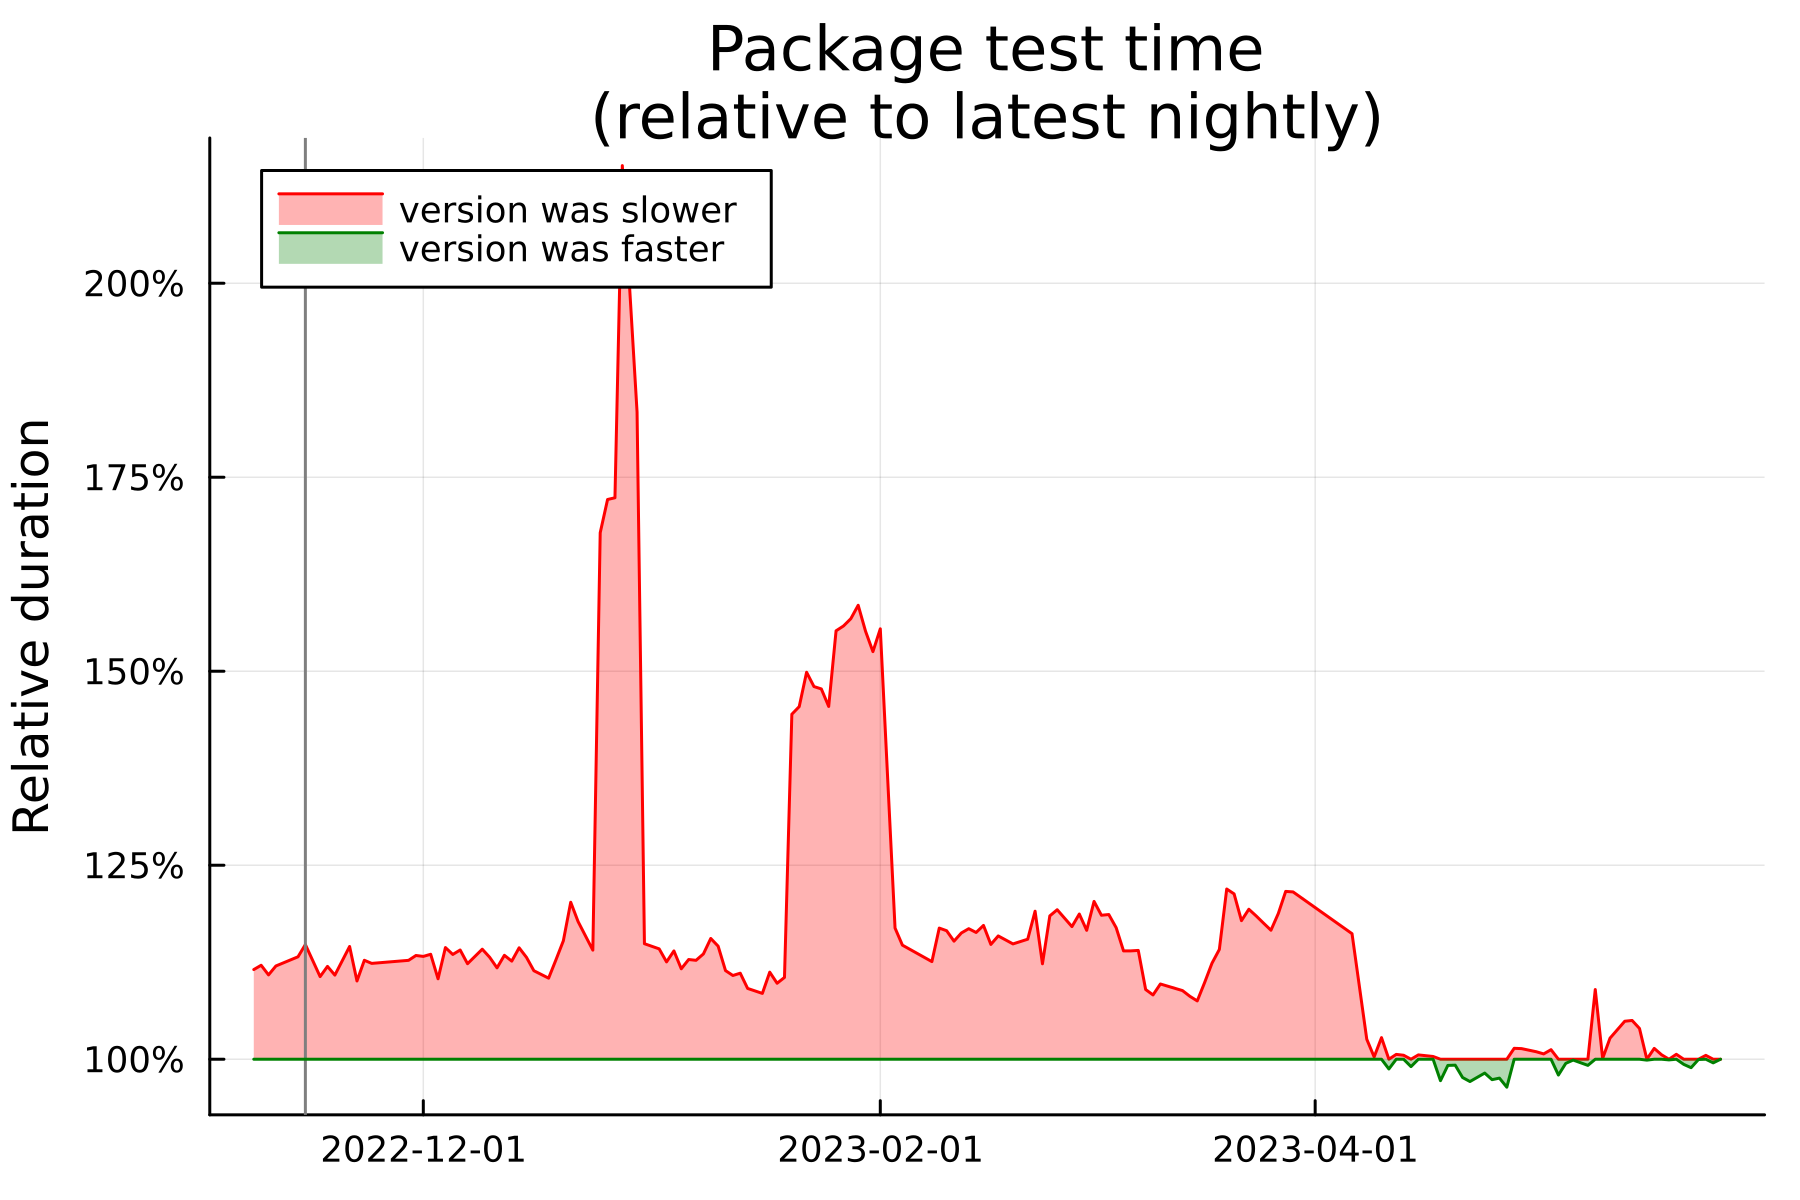 Package test time
(relative to latest nightly)
version was slower
version was faster
200%
175%
150%
125%
100%
Relative duration
2022-12-01
2023-02-01
2023-04-01